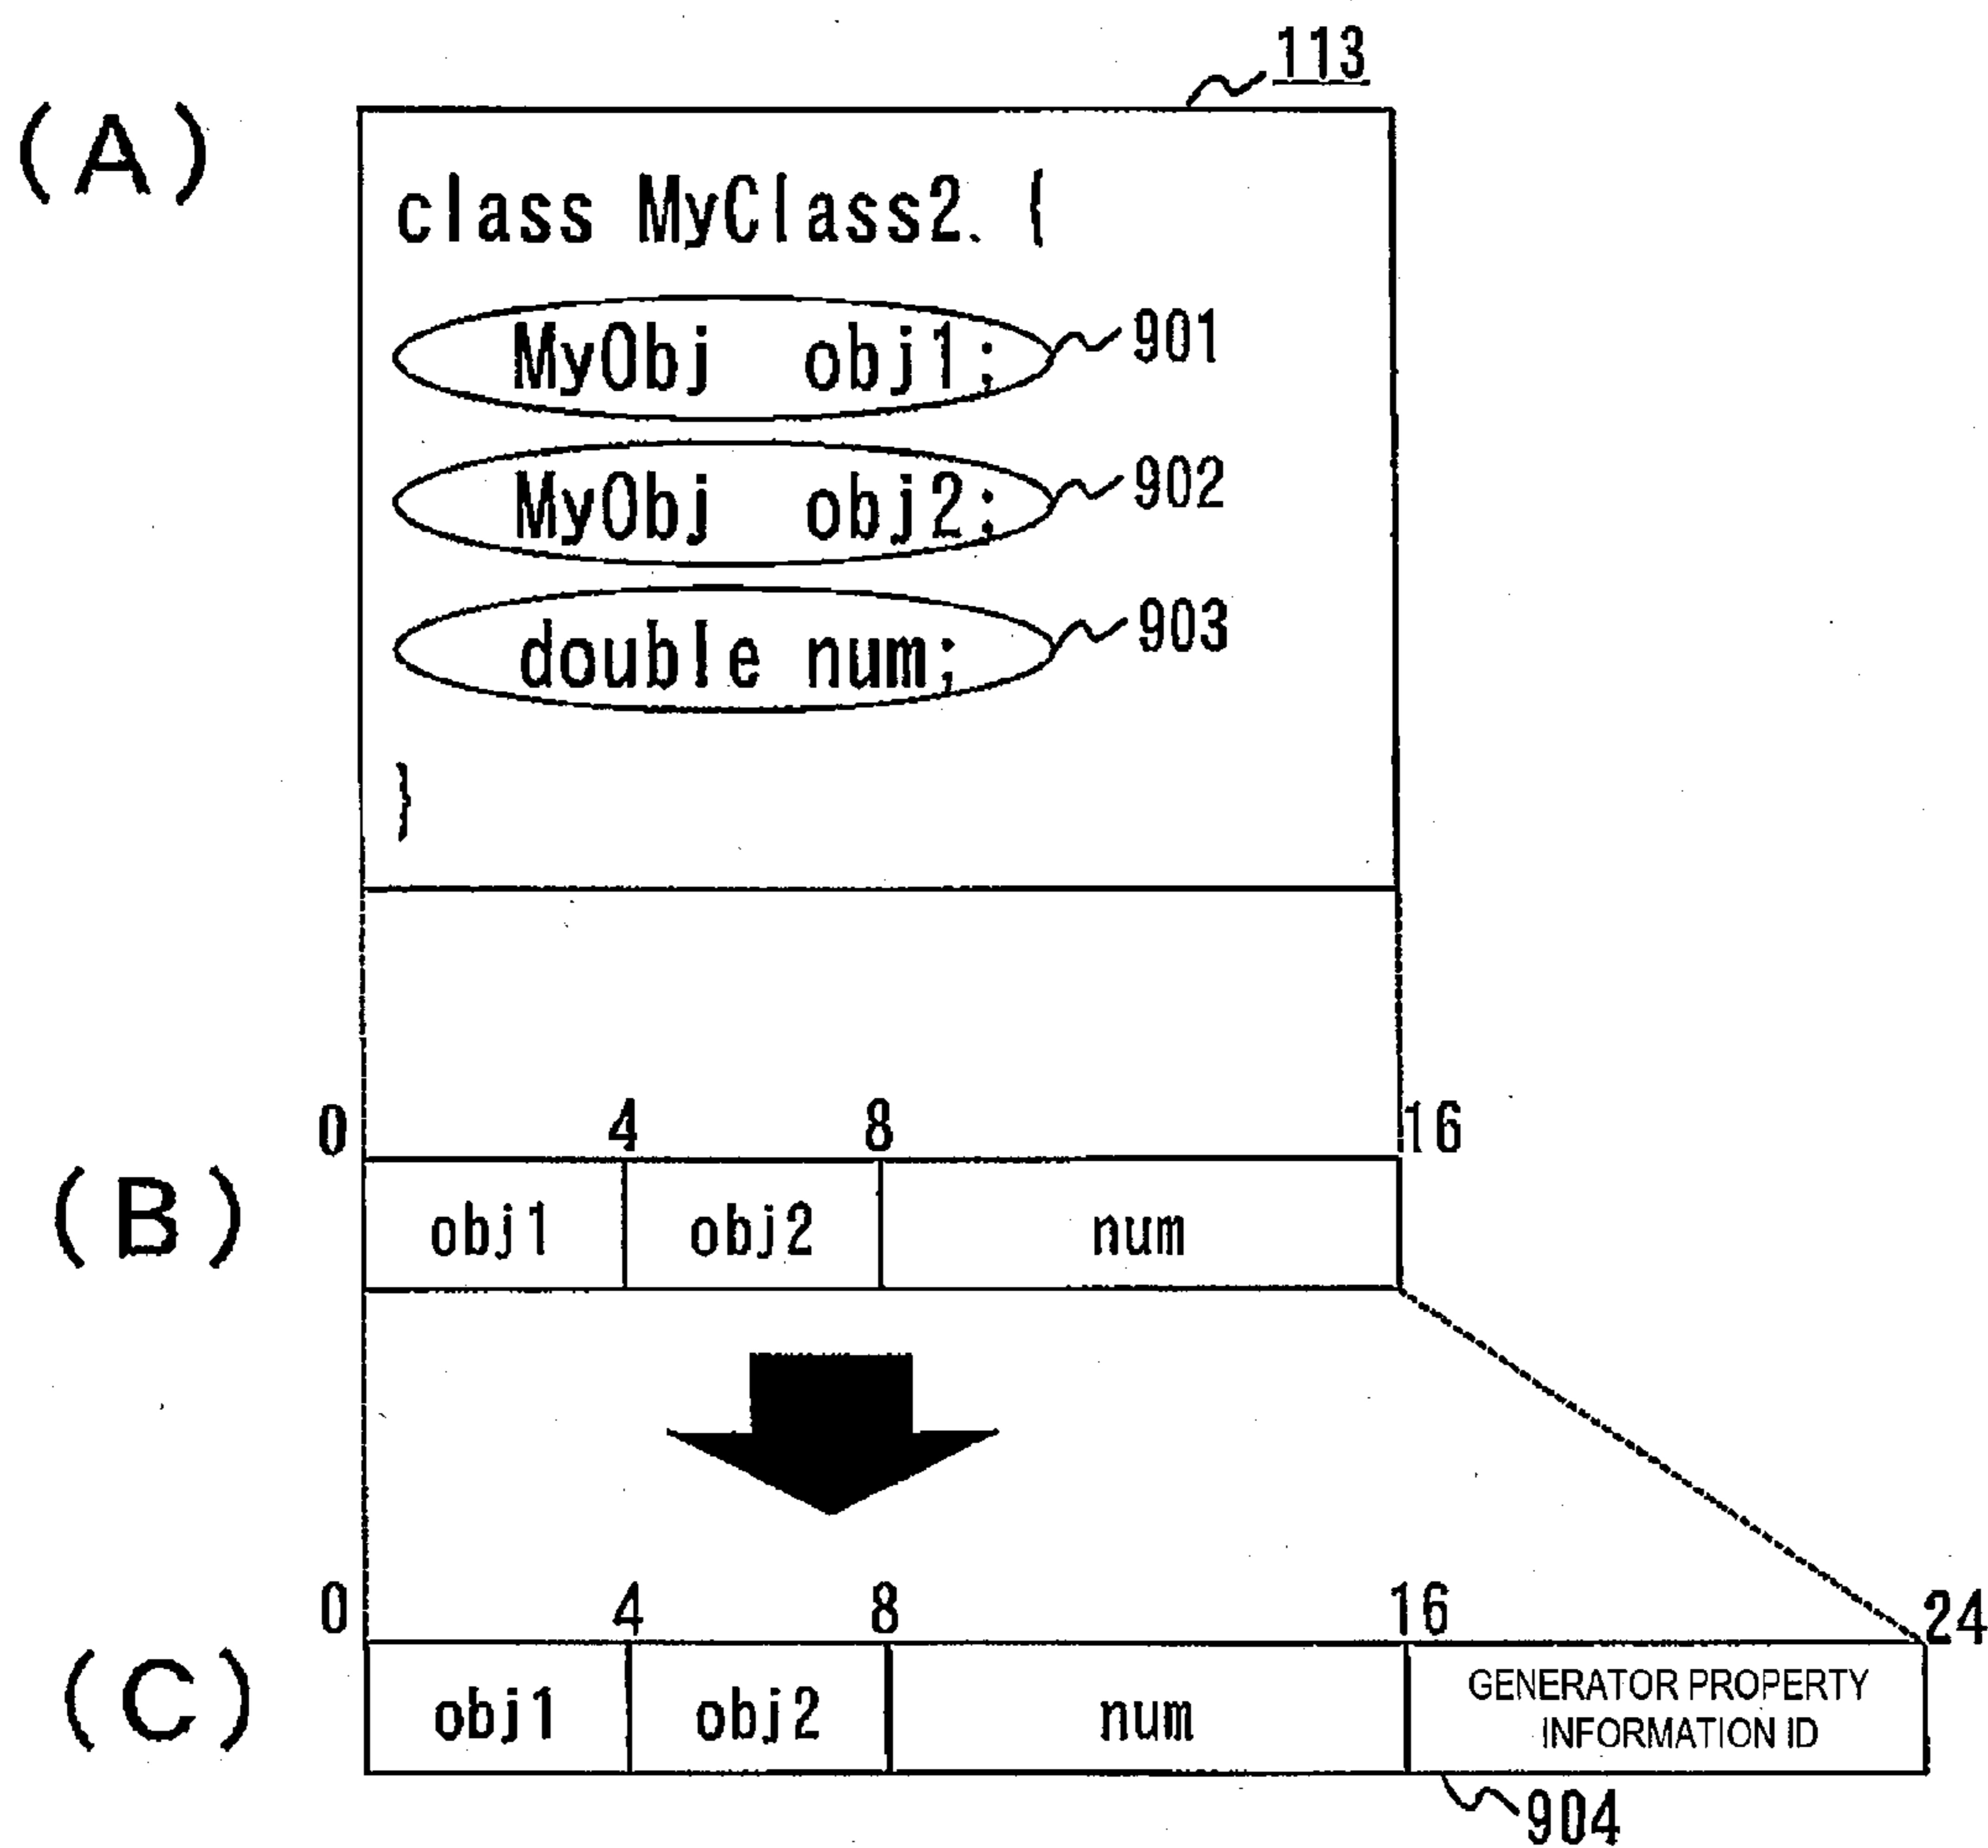 113
(A)
class MyClass2. {
MyObj obj1; 901
MyObj obj2; 902
double num; 903
}
0 4 8 16
(B) obj1 obj2 num
0 4 8 16 24
(C) obj1 obj2 num GENERATOR PROPERTY
INFORMATION ID
904